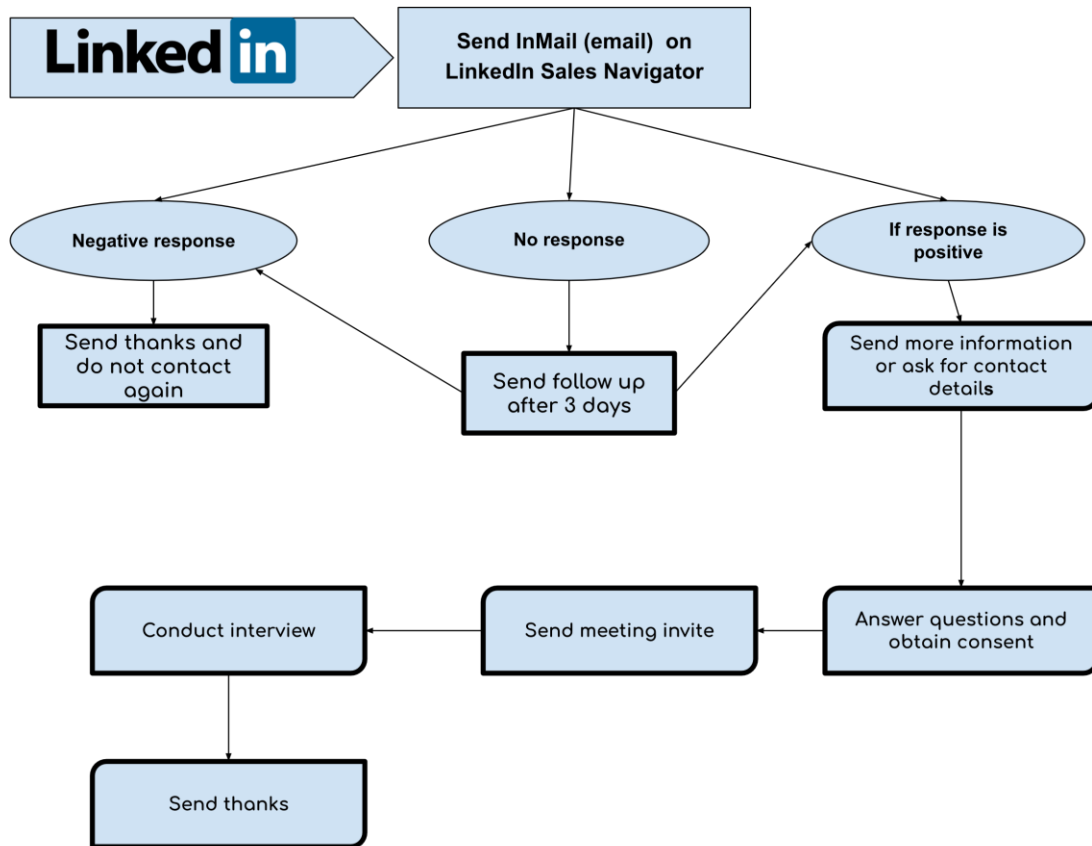 Linked in
Send InMail (email) on
LinkedIn Sales Navigator
Negative response
No response
If response is
positive
Send thanks and
do not contact
again
Send follow up
after 3 days
Send more information
or ask for contact
details
Conduct interview
Send meeting invite
Answer questions and
obtain consent
Send thanks